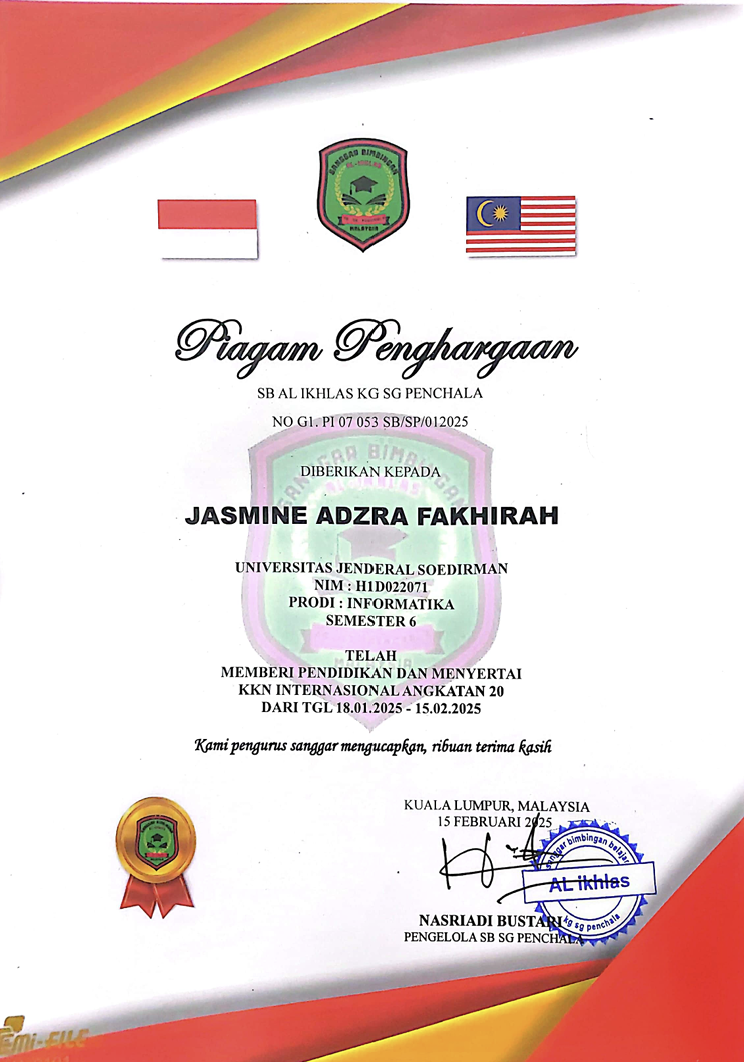 SANGGAR BIMBINGAN
AL-IKHLAS
MALAYSIA
Piagam Penghargaan
SB AL IKHLAS KG SG PENCHALA
NO G1. PI 07 053 SB/SP/012025
DIBERIKAN KEPADA
JASMINE ADZRA FAKHIRAH
UNIVERSITAS JENDERAL SOEDIRMAN
NIM : H1D022071
PRODI : INFORMATIKA
SEMESTER 6
TELAH
MEMBERI PENDIDIKAN DAN MENYERTAI
KKN INTERNASIONAL ANGKATAN 20
DARI TGL 18.01.2025 - 15.02.2025
Kami pengurus sanggar mengucapkan, ribuan terima kasih
KUALA LUMPUR, MALAYSIA
15 FEBRUARI 2025
sanggar bimbingan belajar
AL ikhlas
kg sg penchala
NASRIADI BUSTARI
PENGELOLA SB SG PENCHALA
EMi-FILE